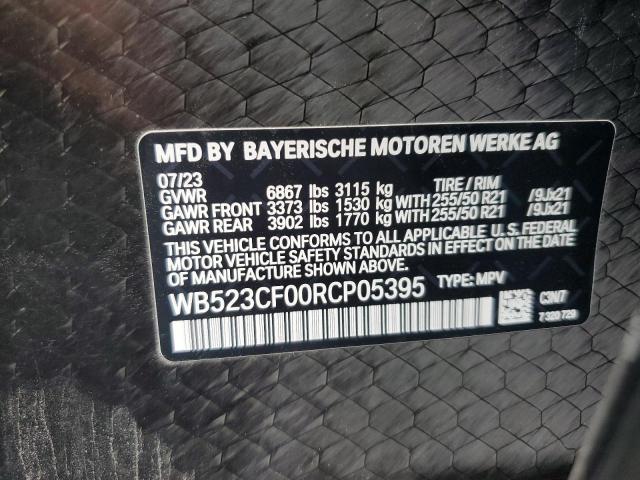 MFD BY BAYERISCHE MOTOREN WERKE AG
07/23 TIRE / RIM
GVWR 6867 lbs 3115 kg
GAWR FRONT 3373 lbs 1530 kg WITH 255/50 R21 /9Jx21
GAWR REAR 3902 lbs 1770 kg WITH 255/50 R21 /9Jx21
THIS VEHICLE CONFORMS TO ALL APPLICABLE U.S. FEDERAL
MOTOR VEHICLE SAFETY STANDARDS IN EFFECT ON THE DATE
OF MANUFACTURE SHOWN ABOVE.
WB523CF00RCP05395 TYPE: MPV
C3N7
7 320 729